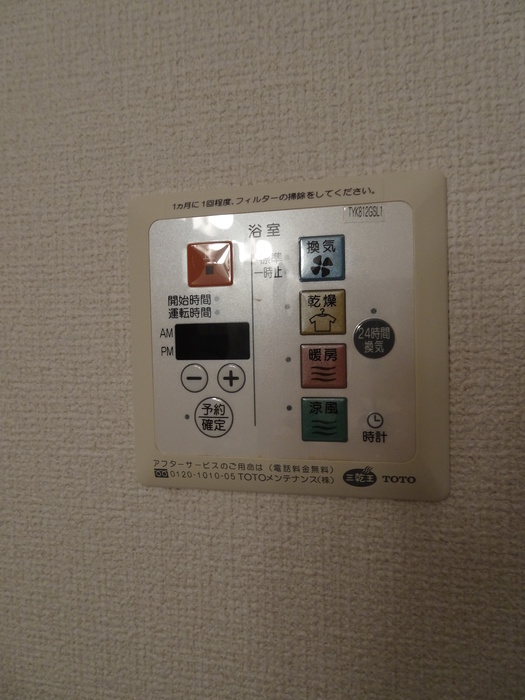 1カ月に1回程度、フィルターの掃除をしてください。
TYK812GSL1
浴室
換気
標準
一時止
開始時間
運転時間
乾燥
AM
PM
24時間
換気
暖房
予約
確定
涼風
時計
アフターサービスのご用命は（電話料金無料）
0120-1010-05 TOTOメンテナンス(株)
三乾王
TOTO